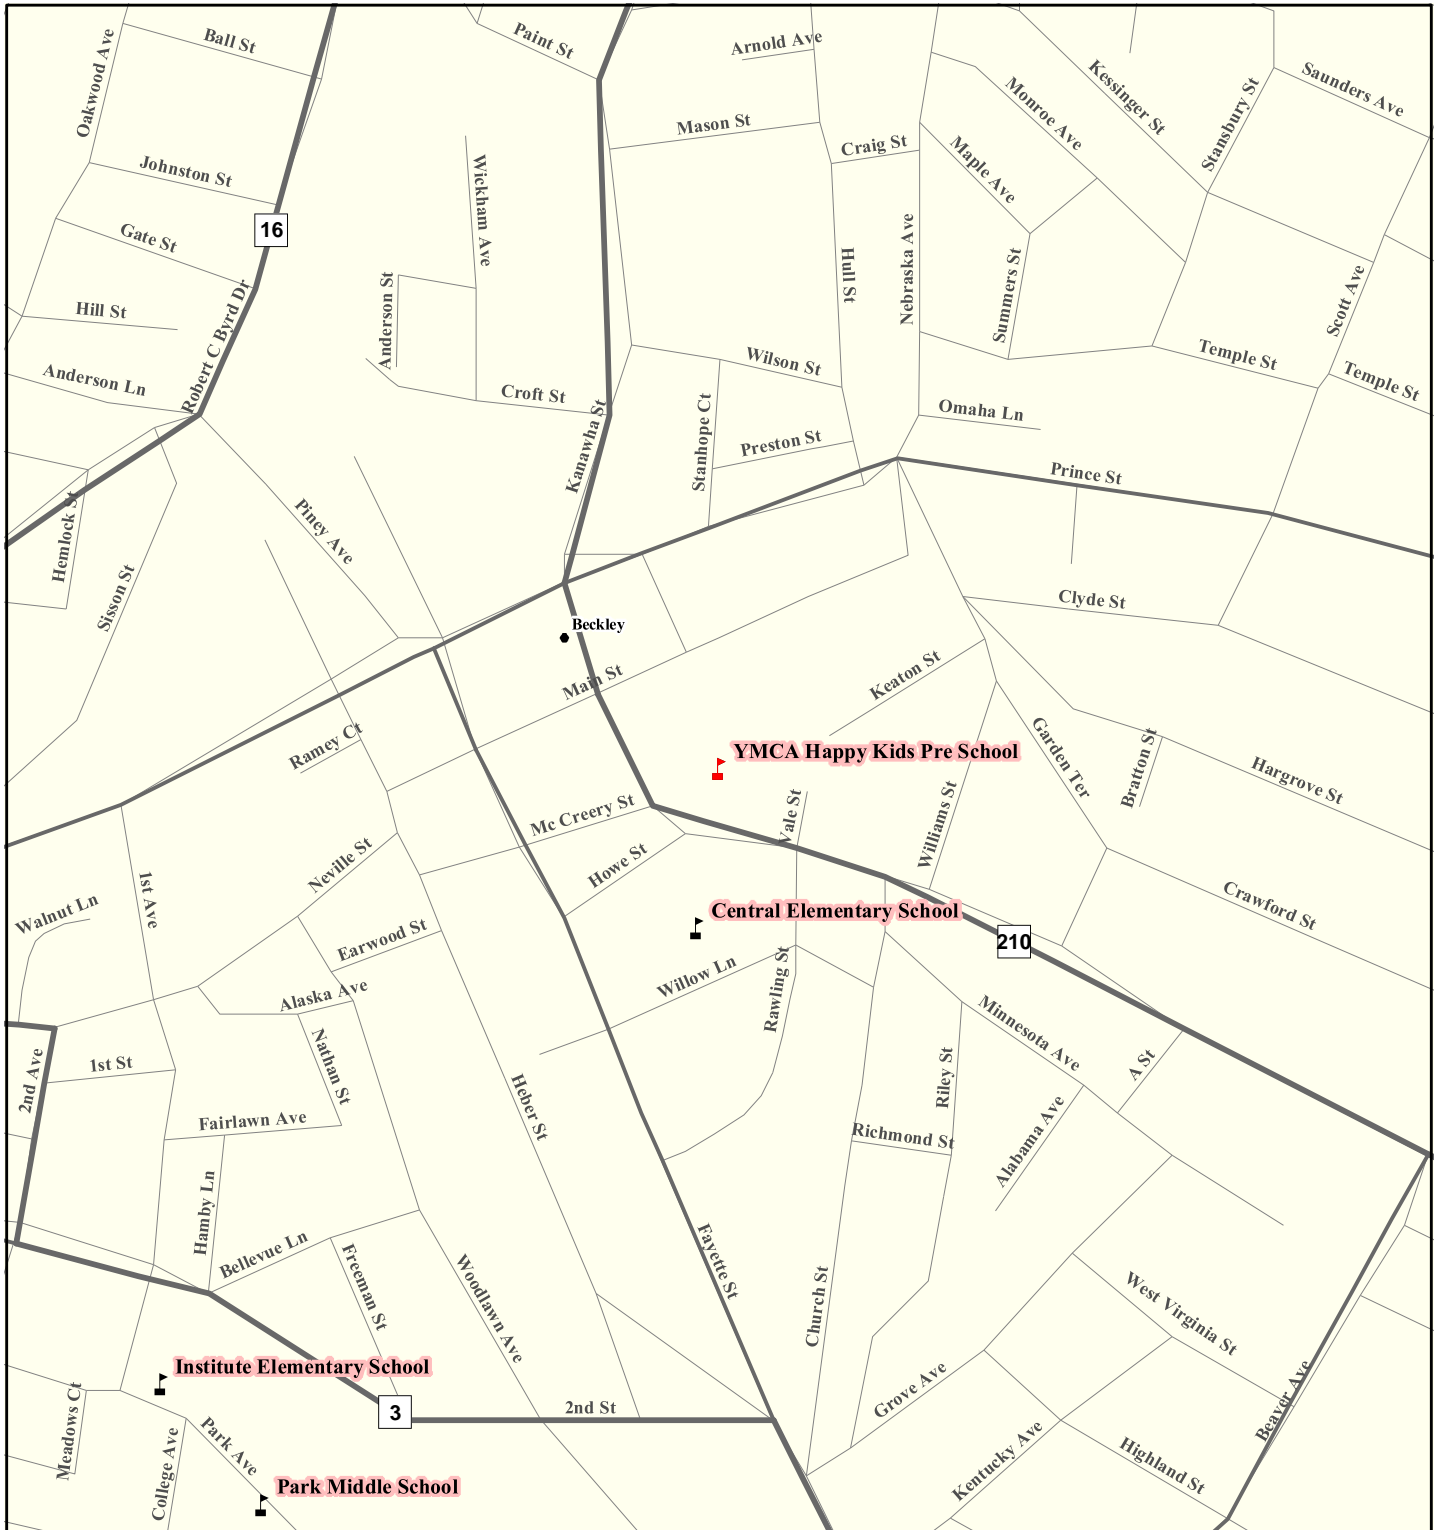 Ball St
Paint St
Arnold Ave
Oakwood Ave
Kessinger St
Saunders Ave
Monroe Ave
Stansbury St
Mason St
Craig St
Maple Ave
Johnston St
Wickham Ave
16
Gate St
Hull St
Nebraska Ave
Summers St
Scott Ave
Hill St
Anderson St
Robert C Byrd Dr
Wilson St
Temple St
Temple St
Anderson Ln
Croft St
Kanawha St
Stanhope Ct
Omaha Ln
Preston St
Prince St
Hemlock St
Piney Ave
Sisson St
Clyde St
Beckley
Main St
Keaton St
Ramey Ct
YMCA Happy Kids Pre School
Garden Ter
Bratton St
Hargrove St
Mc Creery St
Vale St
Williams St
Neville St
Howe St
1st Ave
Walnut Ln
Central Elementary School
Crawford St
Earwood St
210
Willow Ln
Rawling St
Alaska Ave
Minnesota Ave
Nathan St
1st St
2nd Ave
Riley St
A St
Heber St
Fairlawn Ave
Richmond St
Alabama Ave
Hamby Ln
Bellevue Ln
Freeman St
Woodlawn Ave
Fayette St
Church St
West Virginia St
Institute Elementary School
Grove Ave
Beaver Ave
3
2nd St
Meadows Ct
College Ave
Park Ave
Kentucky Ave
Highland St
Park Middle School